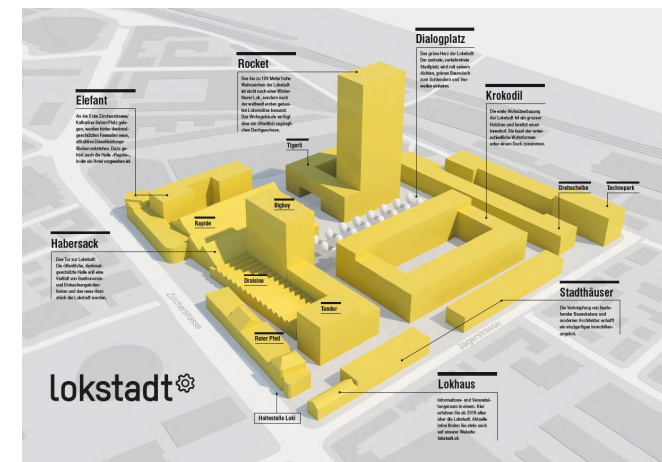 Dialogplatz
Das grüne Herz der Lokstadt:
Der zentrale, verkehrsfreie
Stadtplatz wird mit seinem
dichten, grünen Baumdach
zum Schlendern und Ver-
weilen einladen.
Rocket
Das bis zu 100 Meter hohe
Wahrzeichen der Lokstadt
ist nicht nach einer Winter-
thurer Lok, sondern nach
der weltweit ersten gebau-
ten Lokomotive benannt.
Das Wohngebäude verfügt
über ein öffentlich zugängli-
ches Dachgeschoss.
Krokodil
Die erste Wohnüberbauung
der Lokstadt ist ein grosser
Holzbau und besitzt einen
Innenhof. Sie fasst vier unter-
schiedliche Wohnformen
unter einem Dach zusammen.
Elefant
An der Ecke Zürcherstrasse/
Katharina-Sulzer-Platz gele-
gen, werden hinter denkmal-
geschützten Fassaden neue,
attraktive Dienstleistungs-
flächen entstehen. Dazu ge-
hört auch die Halle «Rapide»,
in der ein Hotel vorgesehen ist.
Tigerli
Drehscheibe
Technopark
Bigboy
Rapide
Habersack
Das Tor zur Lokstadt:
Die öffentliche, denkmal-
geschützte Halle soll eine
Vielfalt von Gastronomie-
und Einkaufsangeboten
bieten und das neue Herz-
stück der Lokstadt werden.
Draisine
Tender
Zürcherstrasse
Stadthäuser
Die Verknüpfung von beste-
hender Bausubstanz und
moderner Architektur schafft
ein einzigartiges Immobilien-
angebot.
Roter Pfeil
Jägerstrasse
lokstadt
Lokhaus
Informations- und Veranstal-
tungsraum in einem. Hier
erfahren Sie ab 2018 alles
über die Lokstadt. Aktuelle
Infos finden Sie stets auch
auf unserer Website:
lokstadt.ch
Haltestelle Loki